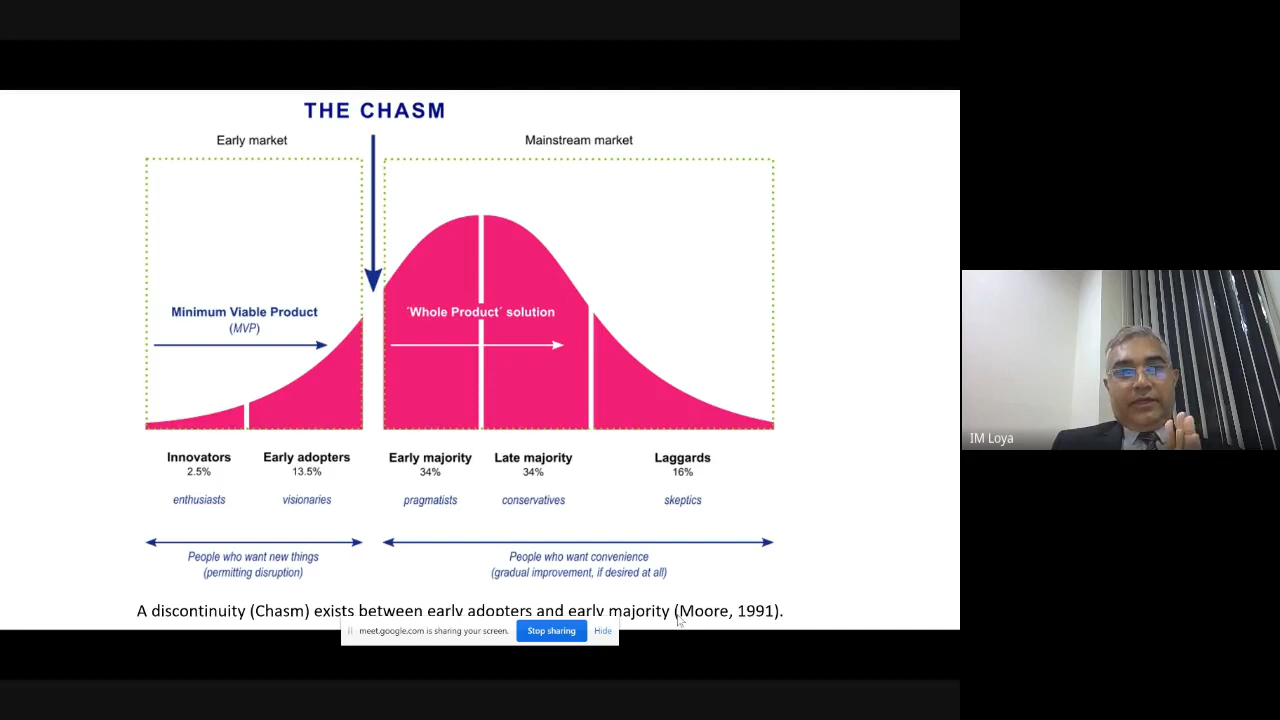 THE CHASM
Early market
Mainstream market
Minimum Viable Product
(MVP)
´Whole Product´ solution
Innovators
2.5%
enthusiasts
Early adopters
13.5%
visionaries
Early majority
34%
pragmatists
Late majority
34%
conservatives
Laggards
16%
skeptics
People who want new things
(permitting disruption)
People who want convenience
(gradual improvement, if desired at all)
A discontinuity (Chasm) exists between early adopters and early majority (Moore, 1991).
meet.google.com is sharing your screen.
Stop sharing
Hide
IM Loya